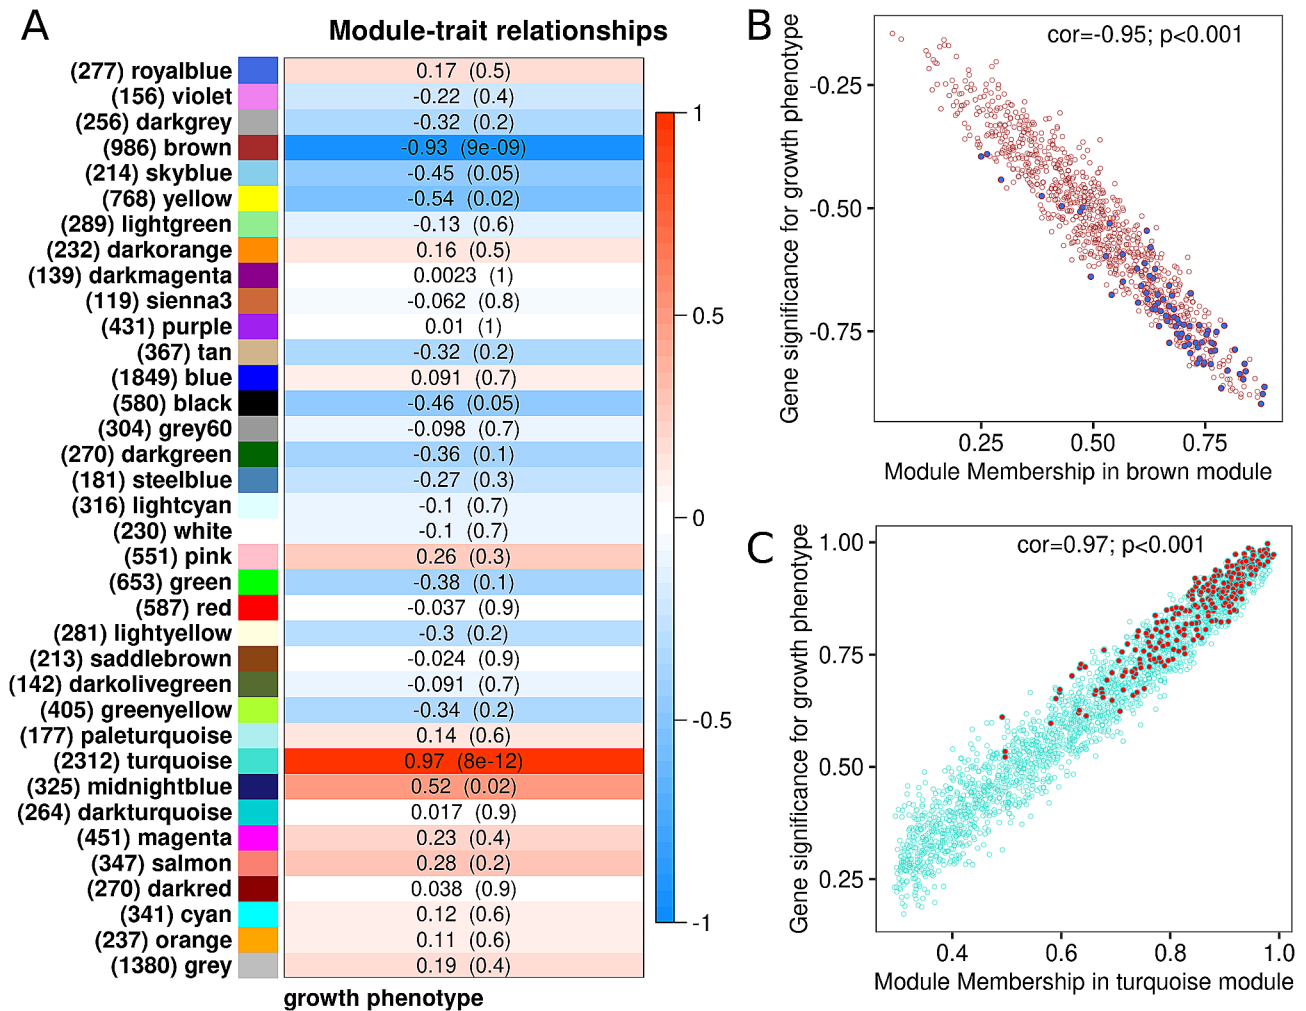 A
Module-trait relationships
(277) royalblue 0.17 (0.5)
(156) violet -0.22 (0.4)
(256) darkgrey -0.32 (0.2)
(986) brown -0.93 (9e-09)
(214) skyblue -0.45 (0.05)
(768) yellow -0.54 (0.02)
(289) lightgreen -0.13 (0.6)
(232) darkorange 0.16 (0.5)
(139) darkmagenta 0.0023 (1)
(119) sienna3 -0.062 (0.8)
(431) purple 0.01 (1)
(367) tan -0.32 (0.2)
(1849) blue 0.091 (0.7)
(580) black -0.46 (0.05)
(304) grey60 -0.098 (0.7)
(270) darkgreen -0.36 (0.1)
(181) steelblue -0.27 (0.3)
(316) lightcyan -0.1 (0.7)
(230) white -0.1 (0.7)
(551) pink 0.26 (0.3)
(653) green -0.38 (0.1)
(587) red -0.037 (0.9)
(281) lightyellow -0.3 (0.2)
(213) saddlebrown -0.024 (0.9)
(142) darkolivegreen -0.091 (0.7)
(405) greenyellow -0.34 (0.2)
(177) paleturquoise 0.14 (0.6)
(2312) turquoise 0.97 (8e-12)
(325) midnightblue 0.52 (0.02)
(264) darkturquoise 0.017 (0.9)
(451) magenta 0.23 (0.4)
(347) salmon 0.28 (0.2)
(270) darkred 0.038 (0.9)
(341) cyan 0.12 (0.6)
(237) orange 0.11 (0.6)
(1380) grey 0.19 (0.4)
growth phenotype
1
0.5
0
-0.5
-1
B
cor=-0.95; p<0.001
Gene significance for growth phenotype
-0.25
-0.50
-0.75
0.25 0.50 0.75
Module Membership in brown module
C
cor=0.97; p<0.001
Gene significance for growth phenotype
1.00
0.75
0.50
0.25
0.4 0.6 0.8 1.0
Module Membership in turquoise module